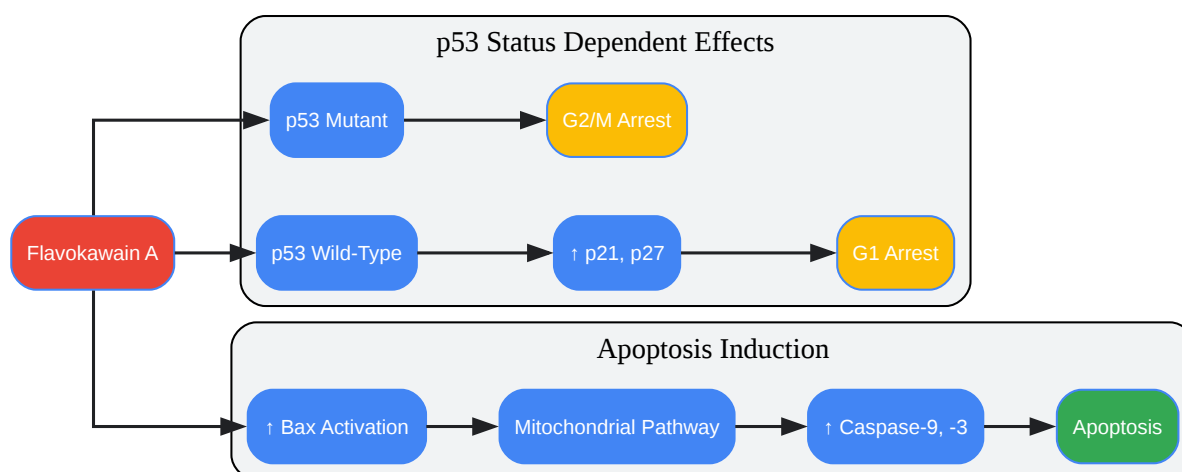 p53 Status Dependent Effects
p53 Mutant
G2/M Arrest
Flavokawain A
p53 Wild-Type
↑ p21, p27
G1 Arrest
Apoptosis Induction
↑ Bax Activation
Mitochondrial Pathway
↑ Caspase-9, -3
Apoptosis